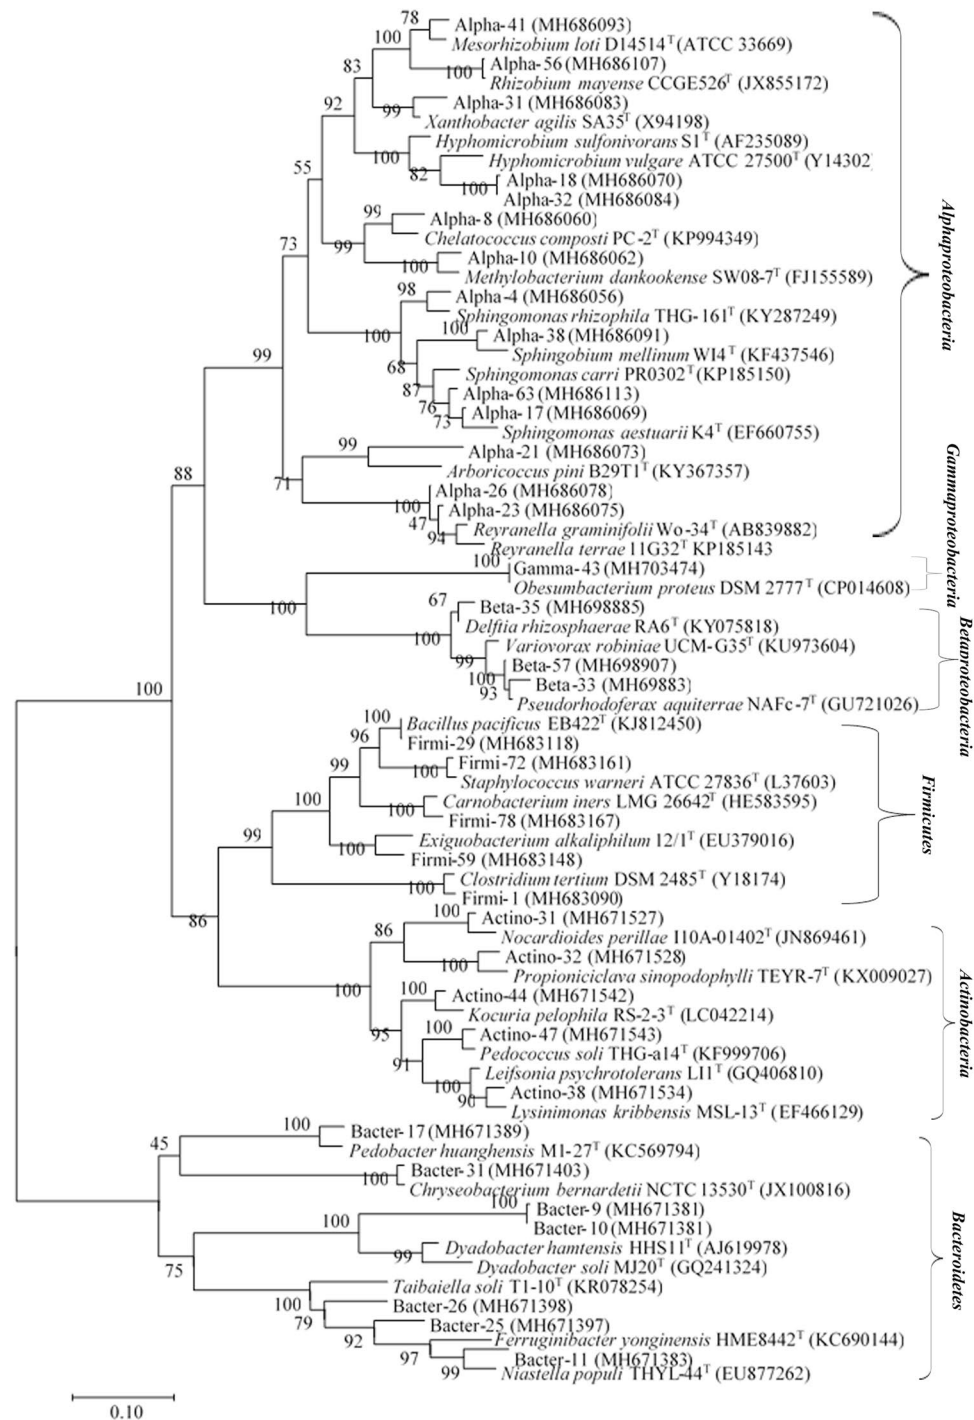 78
Alpha-41 (MH686093)
100
Mesorhizobium loti D14514ᵀ (ATCC 33669)
Alpha-56 (MH686107)
83
100
Rhizobium mayense CCGE526ᵀ (JX855172)
Alpha-31 (MH686083)
92
99
Xanthobacter agilis SA35ᵀ (X94198)
Hyphomicrobium sulfonivorans S1ᵀ (AF235089)
100
Hyphomicrobium vulgare ATCC 27500ᵀ (Y14302)
55
82
Alpha-18 (MH686070)
100
Alpha-32 (MH686084)
99
Alpha-8 (MH686060)
Chelatococcus composti PC-2ᵀ (KP994349)
73
99
Alpha-10 (MH686062)
100
Methylobacterium dankookense SW08-7ᵀ (FJ155589)
98
Alpha-4 (MH686056)
Sphingomonas rhizophila THG-161ᵀ (KY287249)
100
100
Alpha-38 (MH686091)
99
Sphingobium mellinum WI4ᵀ (KF437546)
68
Sphingomonas carri PR0302ᵀ (KP185150)
87
Alpha-63 (MH686113)
76
Alpha-17 (MH686069)
73
Sphingomonas aestuarii K4ᵀ (EF660755)
99
Alpha-21 (MH686073)
88
Arboricoccus pini B29T1ᵀ (KY367357)
71
Alpha-26 (MH686078)
100
Alpha-23 (MH686075)
47
Reyranella graminifolii Wo-34ᵀ (AB839882)
94
Reyranella terrae 11G32ᵀ KP185143
Alphaproteobacteria
100
Gamma-43 (MH703474)
Obesumbacterium proteus DSM 2777ᵀ (CP014608)
Gammaproteobacteria
100
67
Beta-35 (MH698885)
Delftia rhizosphaerae RA6ᵀ (KY075818)
100
Variovorax robiniae UCM-G35ᵀ (KU973604)
99
Beta-57 (MH698907)
100
Beta-33 (MH69883)
93
Pseudorhodoferax aquiterrae NAFc-7ᵀ (GU721026)
Betaproteobacteria
100
100
Bacillus pacificus EB422ᵀ (KJ812450)
96
Firmi-29 (MH683118)
99
Firmi-72 (MH683161)
100
Staphylococcus warneri ATCC 27836ᵀ (L37603)
100
Carnobacterium iners LMG 26642ᵀ (HE583595)
100
Firmi-78 (MH683167)
99
Exiguobacterium alkaliphilum 12/1ᵀ (EU379016)
100
Firmi-59 (MH683148)
Clostridium tertium DSM 2485ᵀ (Y18174)
100
Firmi-1 (MH683090)
Firmicutes
86
100
Actino-31 (MH671527)
86
Nocardioides perillae I10A-01402ᵀ (JN869461)
Actino-32 (MH671528)
100
Propioniciclava sinopodophylli TEYR-7ᵀ (KX009027)
100
100
Actino-44 (MH671542)
Kocuria pelophila RS-2-3ᵀ (LC042214)
95
100
Actino-47 (MH671543)
Pedococcus soli THG-a14ᵀ (KF999706)
91
Leifsonia psychrotolerans LI1ᵀ (GQ406810)
100
Actino-38 (MH671534)
90
Lysinimonas kribbensis MSL-13ᵀ (EF466129)
Actinobacteria
100
Bacter-17 (MH671389)
45
Pedobacter huanghensis M1-27ᵀ (KC569794)
Bacter-31 (MH671403)
100
Chryseobacterium bernardetii NCTC 13530ᵀ (JX100816)
100
Bacter-9 (MH671381)
100
Bacter-10 (MH671381)
Dyadobacter hamtensis HHS11ᵀ (AJ619978)
99
Dyadobacter soli MJ20ᵀ (GQ241324)
75
Taibaiella soli T1-10ᵀ (KR078254)
100
Bacter-26 (MH671398)
79
Bacter-25 (MH671397)
92
Ferruginibacter yonginensis HME8442ᵀ (KC690144)
97
Bacter-11 (MH671383)
99
Niastella populi THYL-44ᵀ (EU877262)
Bacteroidetes
0.10